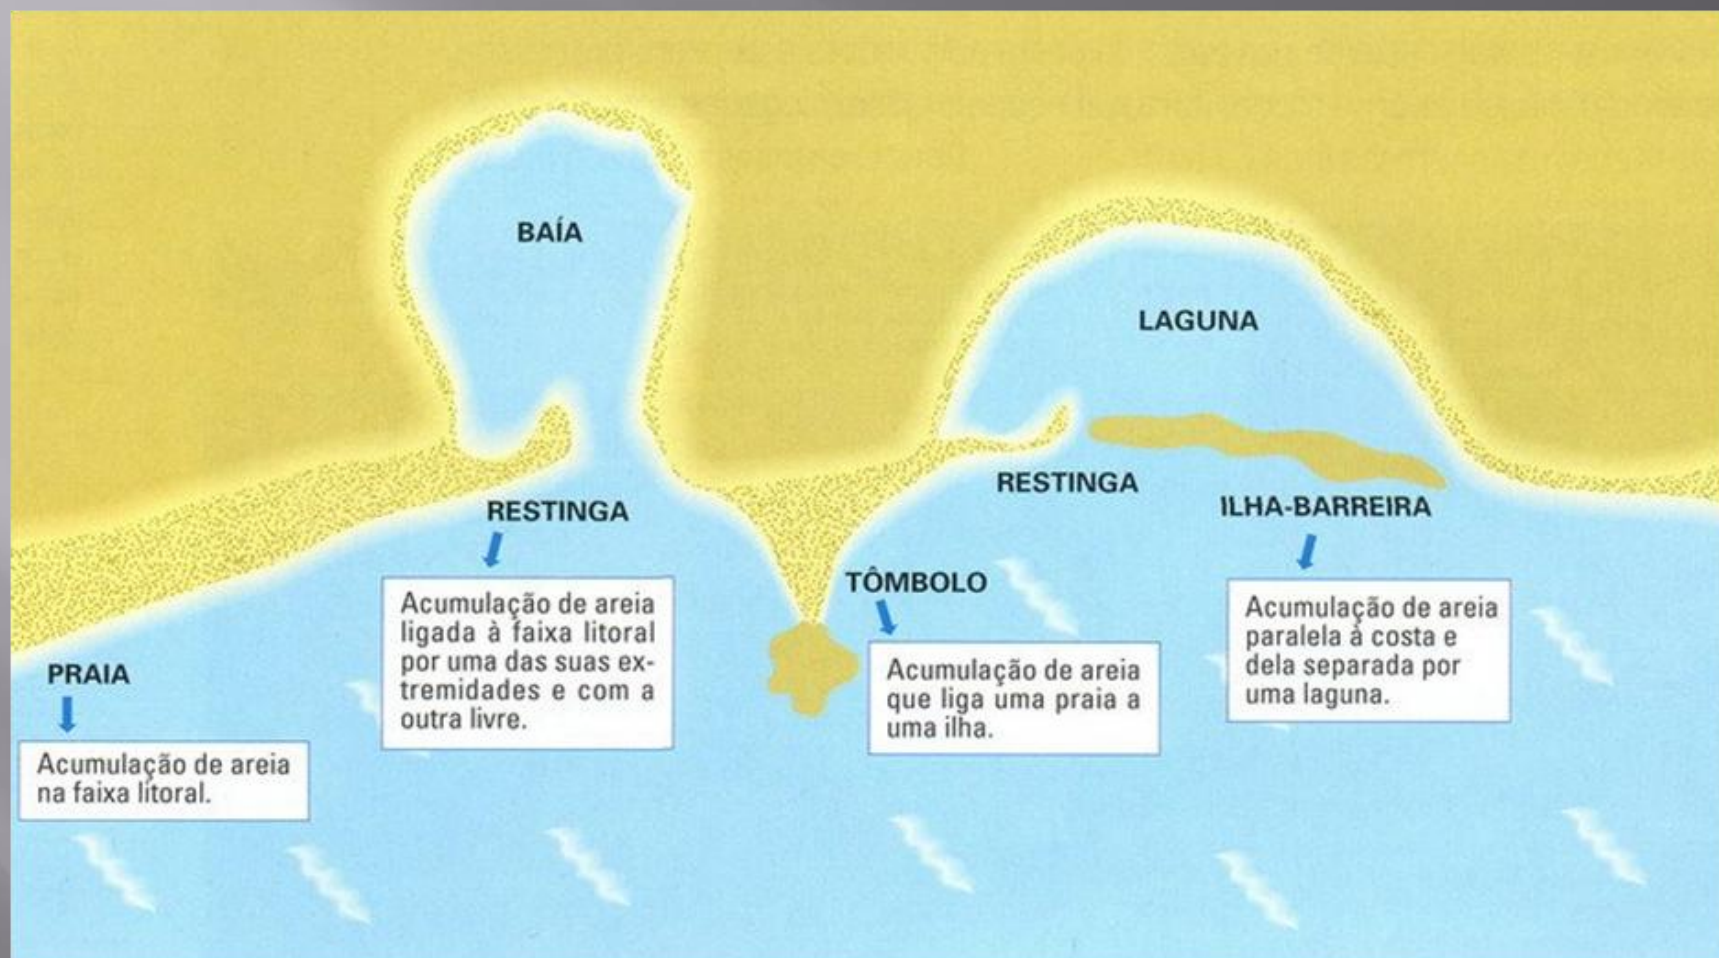 BAÍA
LAGUNA
RESTINGA
Acumulação de areia
ligada à faixa litoral
por uma das suas ex-
tremidades e com a
outra livre.
RESTINGA
ILHA-BARREIRA
Acumulação de areia
paralela à costa e
dela separada por
uma laguna.
TÔMBOLO
Acumulação de areia
que liga uma praia a
uma ilha.
PRAIA
Acumulação de areia
na faixa litoral.